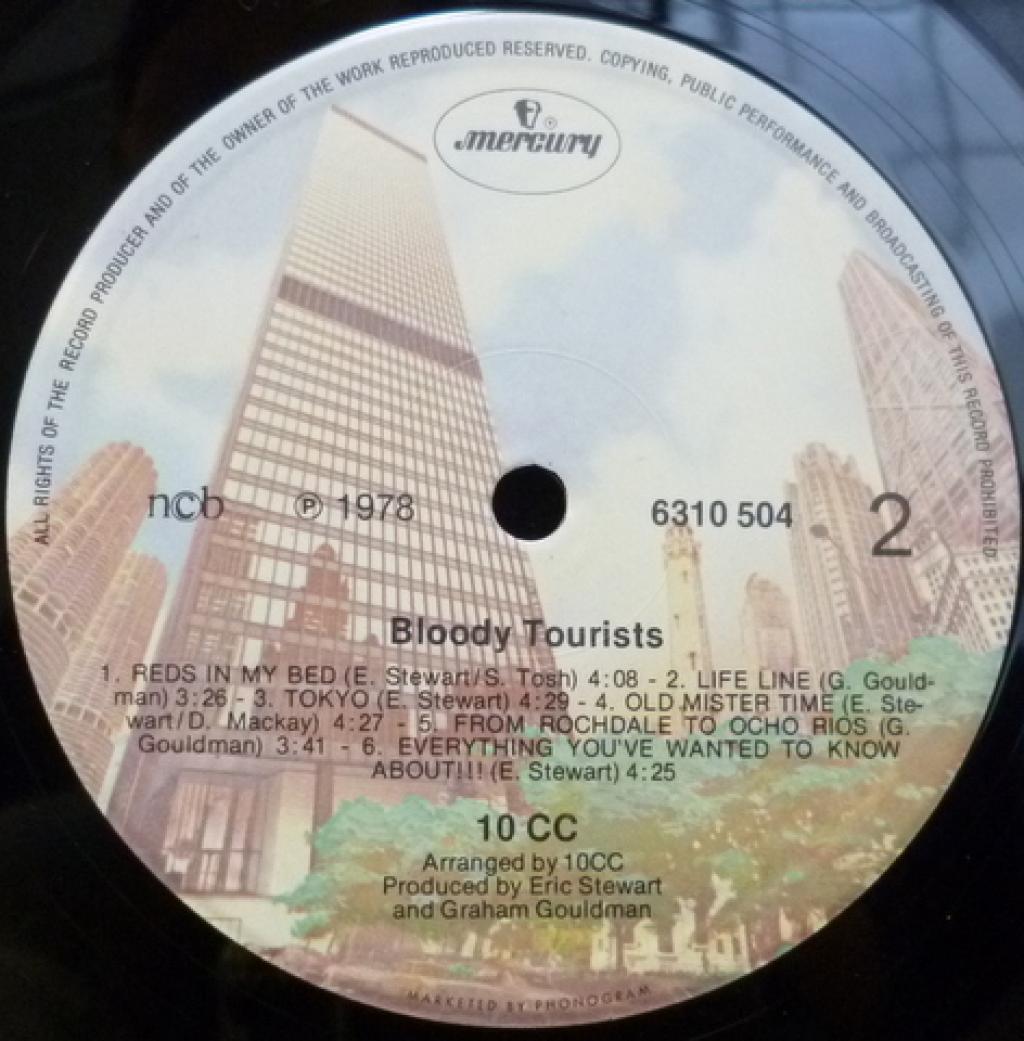 ALL RIGHTS OF THE RECORD PRODUCER AND OF THE OWNER OF THE WORK REPRODUCED RESERVED. COPYING, PUBLIC PERFORMANCE AND BROADCASTING OF THIS RECORD PROHIBITED
mercury
ncb ℗ 1978 6310 504 2
Bloody Tourists
1. REDS IN MY BED (E. Stewart/S. Tosh) 4:08 - 2. LIFE LINE (G. Gould-
man) 3:26 - 3. TOKYO (E. Stewart) 4:29 - 4. OLD MISTER TIME (E. Ste-
wart/D. Mackay) 4:27 - 5. FROM ROCHDALE TO OCHO RIOS (G.
Gouldman) 3:41 - 6. EVERYTHING YOU'VE WANTED TO KNOW
ABOUT!!! (E. Stewart) 4:25
10 CC
Arranged by 10CC
Produced by Eric Stewart
and Graham Gouldman
MARKETED BY PHONOGRAM